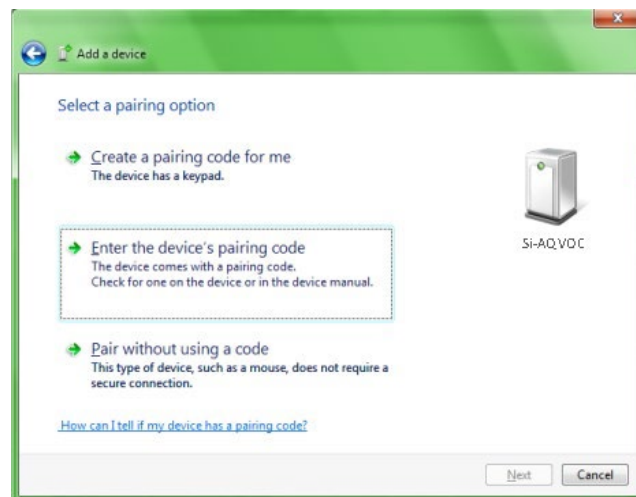 Add a device
Select a pairing option
Create a pairing code for me
The device has a keypad.
Enter the device's pairing code
The device comes with a pairing code.
Check for one on the device or in the device manual.
Si-AQ VOC
Pair without using a code
This type of device, such as a mouse, does not require a
secure connection.
How can I tell if my device has a pairing code?
Next
Cancel